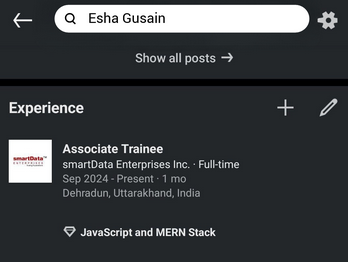 Esha Gusain
Show all posts →
Experience
smartData™
Associate Trainee
smartData Enterprises Inc. · Full-time
Sep 2024 - Present · 1 mo
Dehradun, Uttarakhand, India
JavaScript and MERN Stack